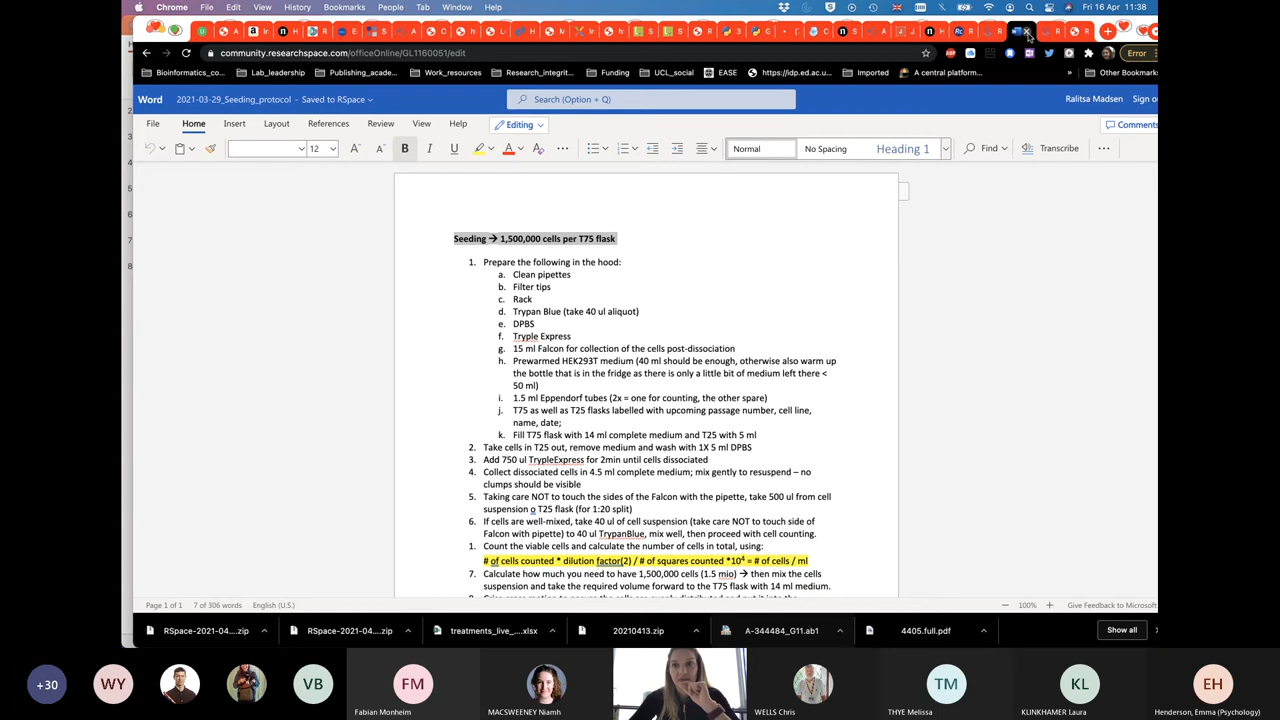 Chrome File Edit View History Bookmarks People Tab Window Help
Fri 16 Apr 11:38
community.researchspace.com/officeOnline/GL1160051/edit
Error
Bioinformatics_co... Lab_leadership Publishing_acade... Work_resources Research_integrit... Funding UCL_social EASE https://idp.ed.ac.u... Imported A central platform... » Other Bookmarks
Word 2021-03-29_Seeding_protocol - Saved to RSpace
Search (Option + Q)
Ralitsa Madsen Sign ou
File Home Insert Layout References Review View Help Editing Comments
12 B I U A A Normal No Spacing Heading 1 Find Transcribe
Seeding → 1,500,000 cells per T75 flask
1. Prepare the following in the hood:
a. Clean pipettes
b. Filter tips
c. Rack
d. Trypan Blue (take 40 ul aliquot)
e. DPBS
f. Tryple Express
g. 15 ml Falcon for collection of the cells post-dissociation
h. Prewarmed HEK293T medium (40 ml should be enough, otherwise also warm up
the bottle that is in the fridge as there is only a little bit of medium left there <
50 ml)
i. 1.5 ml Eppendorf tubes (2x = one for counting, the other spare)
j. T75 as well as T25 flasks labelled with upcoming passage number, cell line,
name, date;
k. Fill T75 flask with 14 ml complete medium and T25 with 5 ml
2. Take cells in T25 out, remove medium and wash with 1X 5 ml DPBS
3. Add 750 ul TrypleExpress for 2min until cells dissociated
4. Collect dissociated cells in 4.5 ml complete medium; mix gently to resuspend – no
clumps should be visible
5. Taking care NOT to touch the sides of the Falcon with the pipette, take 500 ul from cell
suspension o T25 flask (for 1:20 split)
6. If cells are well-mixed, take 40 ul of cell suspension (take care NOT to touch side of
Falcon with pipette) to 40 ul TrypanBlue, mix well, then proceed with cell counting.
1. Count the viable cells and calculate the number of cells in total, using:
# of cells counted * dilution factor(2) / # of squares counted *10⁴ = # of cells / ml
7. Calculate how much you need to have 1,500,000 cells (1.5 mio) → then mix the cells
suspension and take the required volume forward to the T75 flask with 14 ml medium.
Page 1 of 1 7 of 306 words English (U.S.) 100% Give Feedback to Microsoft
RSpace-2021-04....zip RSpace-2021-04....zip treatments_live_....xlsx 20210413.zip A-344484_G11.ab1 4405.full.pdf Show all
+30 WY VB FM TM KL EH
Fabian Monheim MACSWEENEY Niamh WELLS Chris THYE Melissa KLINKHAMER Laura Henderson, Emma (Psychology)